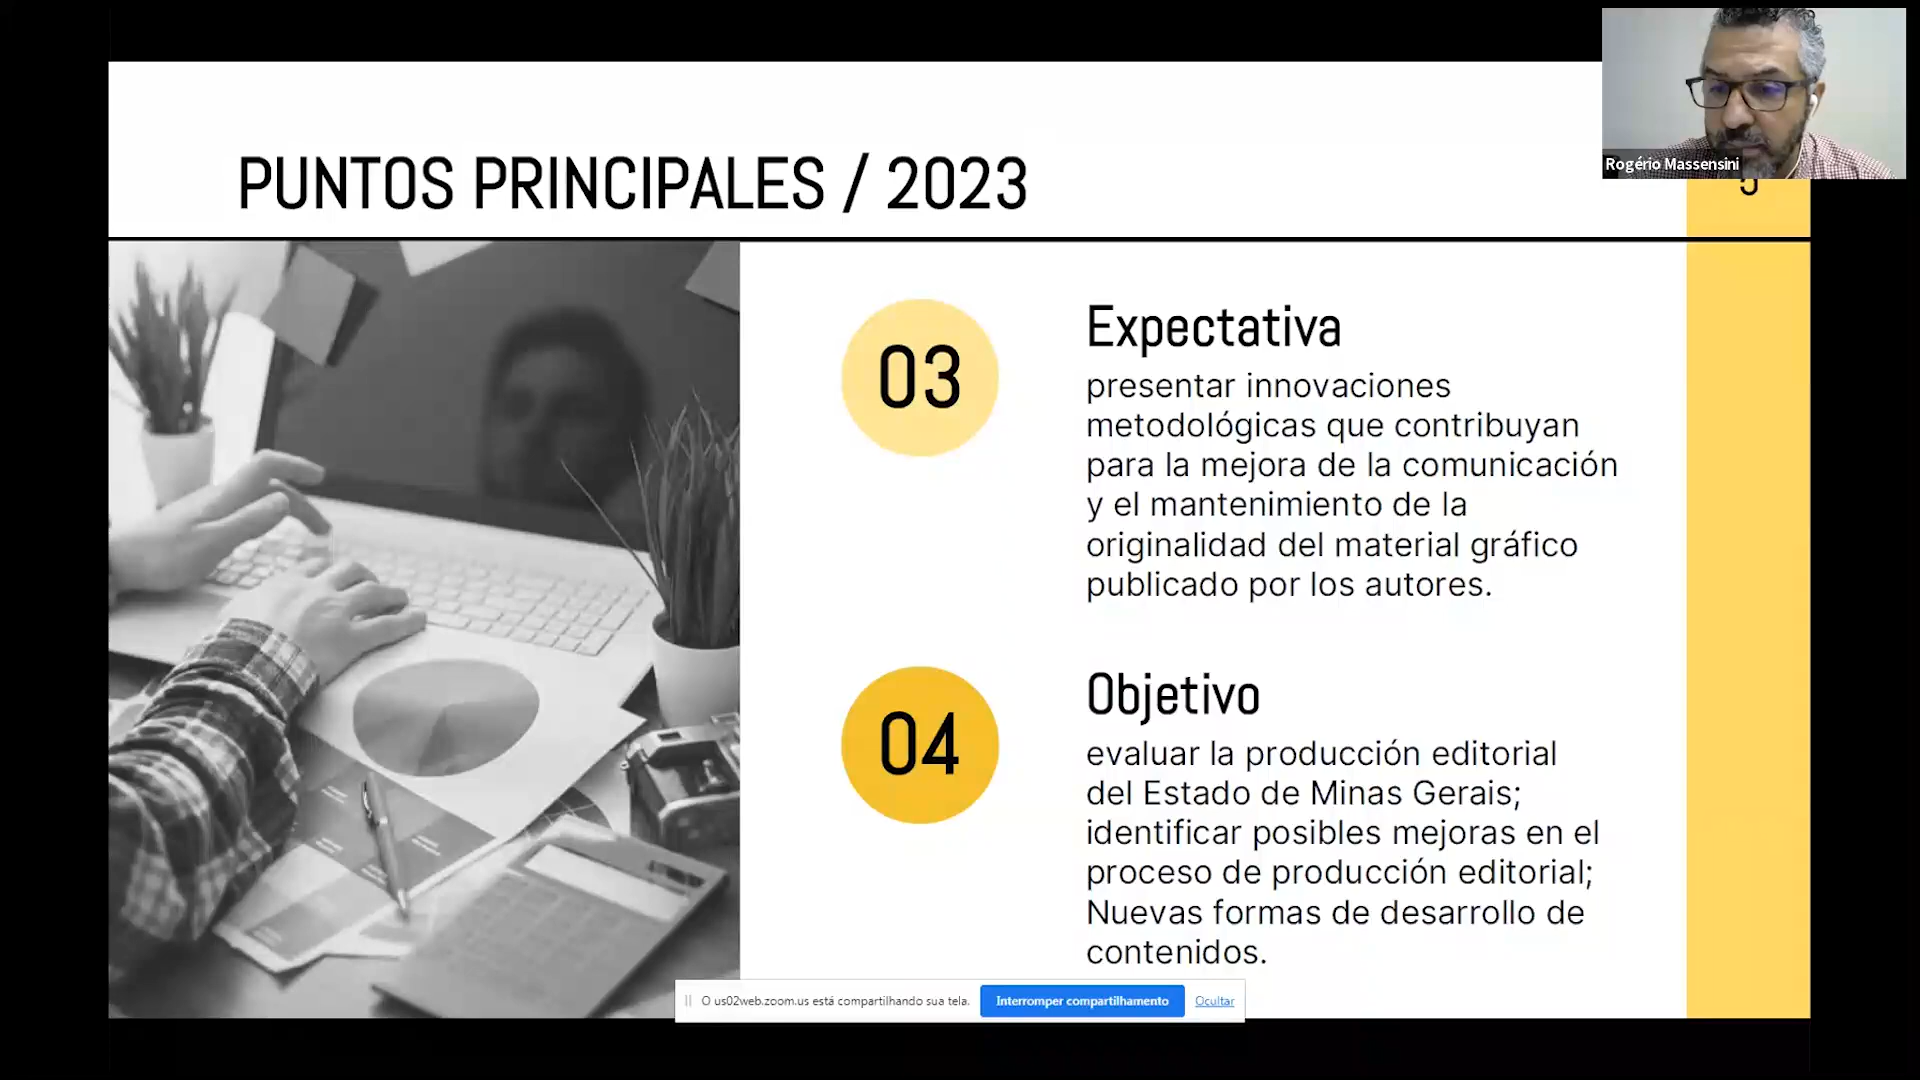 Rogério Massensini
PUNTOS PRINCIPALES / 2023
5
03
Expectativa
presentar innovaciones
metodológicas que contribuyan
para la mejora de la comunicación
y el mantenimiento de la
originalidad del material gráfico
publicado por los autores.
04
Objetivo
evaluar la producción editorial
del Estado de Minas Gerais;
identificar posibles mejoras en el
proceso de producción editorial;
Nuevas formas de desarrollo de
contenidos.
O us02web.zoom.us está compartilhando sua tela.
Interromper compartilhamento
Ocultar